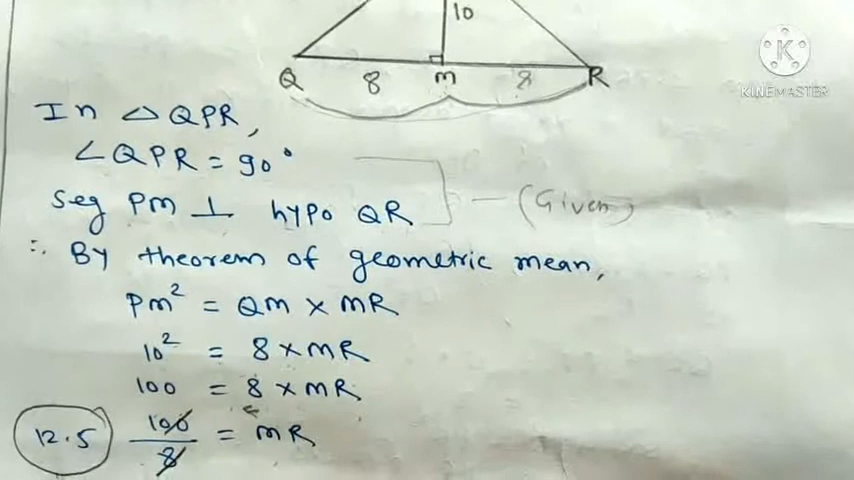 10
K
KINEMASTER
Q 8 M 8 R
In △QPR,
∠QPR = 90°
seg PM ⊥ hypo QR — (Given)
∴ By theorem of geometric mean,
PM² = QM × MR
10² = 8 × MR
100 = 8 × MR
12.5 100/8 = MR